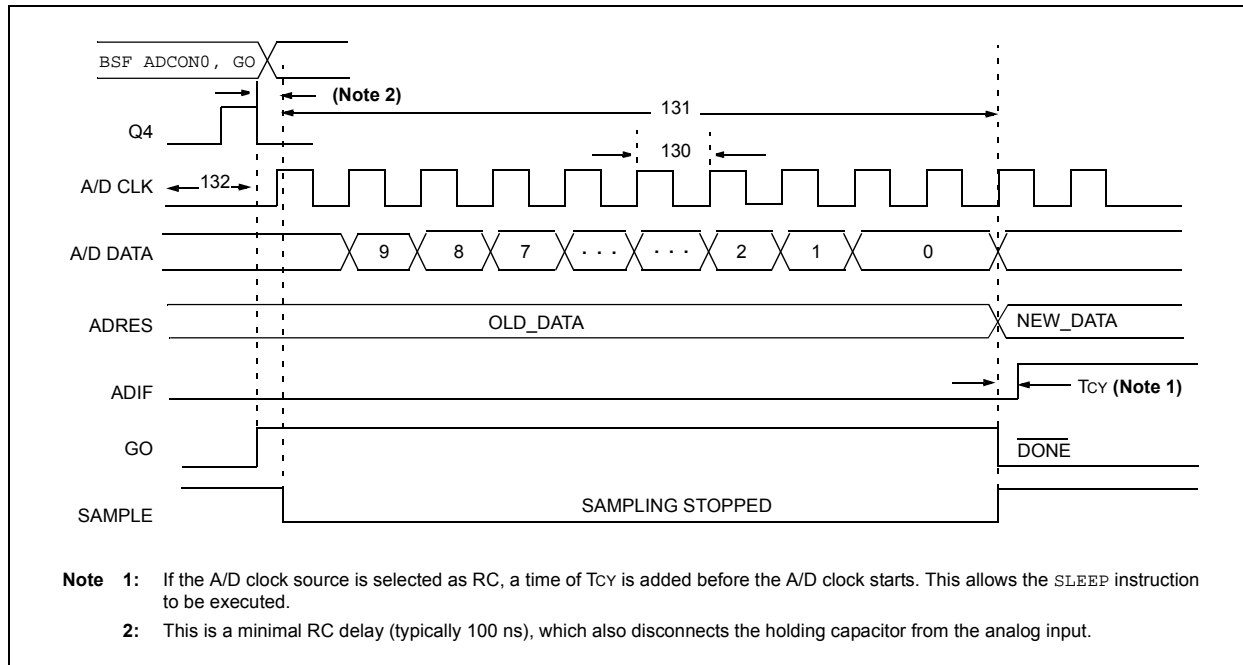 BSF ADCON0, GO
(Note 2)
131
Q4
130
A/D CLK
132
A/D DATA
9 8 7 · · · · · · 2 1 0
ADRES
OLD_DATA
NEW_DATA
ADIF
TCY (Note 1)
GO
DONE
SAMPLE
SAMPLING STOPPED
Note 1: If the A/D clock source is selected as RC, a time of TCY is added before the A/D clock starts. This allows the SLEEP instruction
to be executed.
2: This is a minimal RC delay (typically 100 ns), which also disconnects the holding capacitor from the analog input.